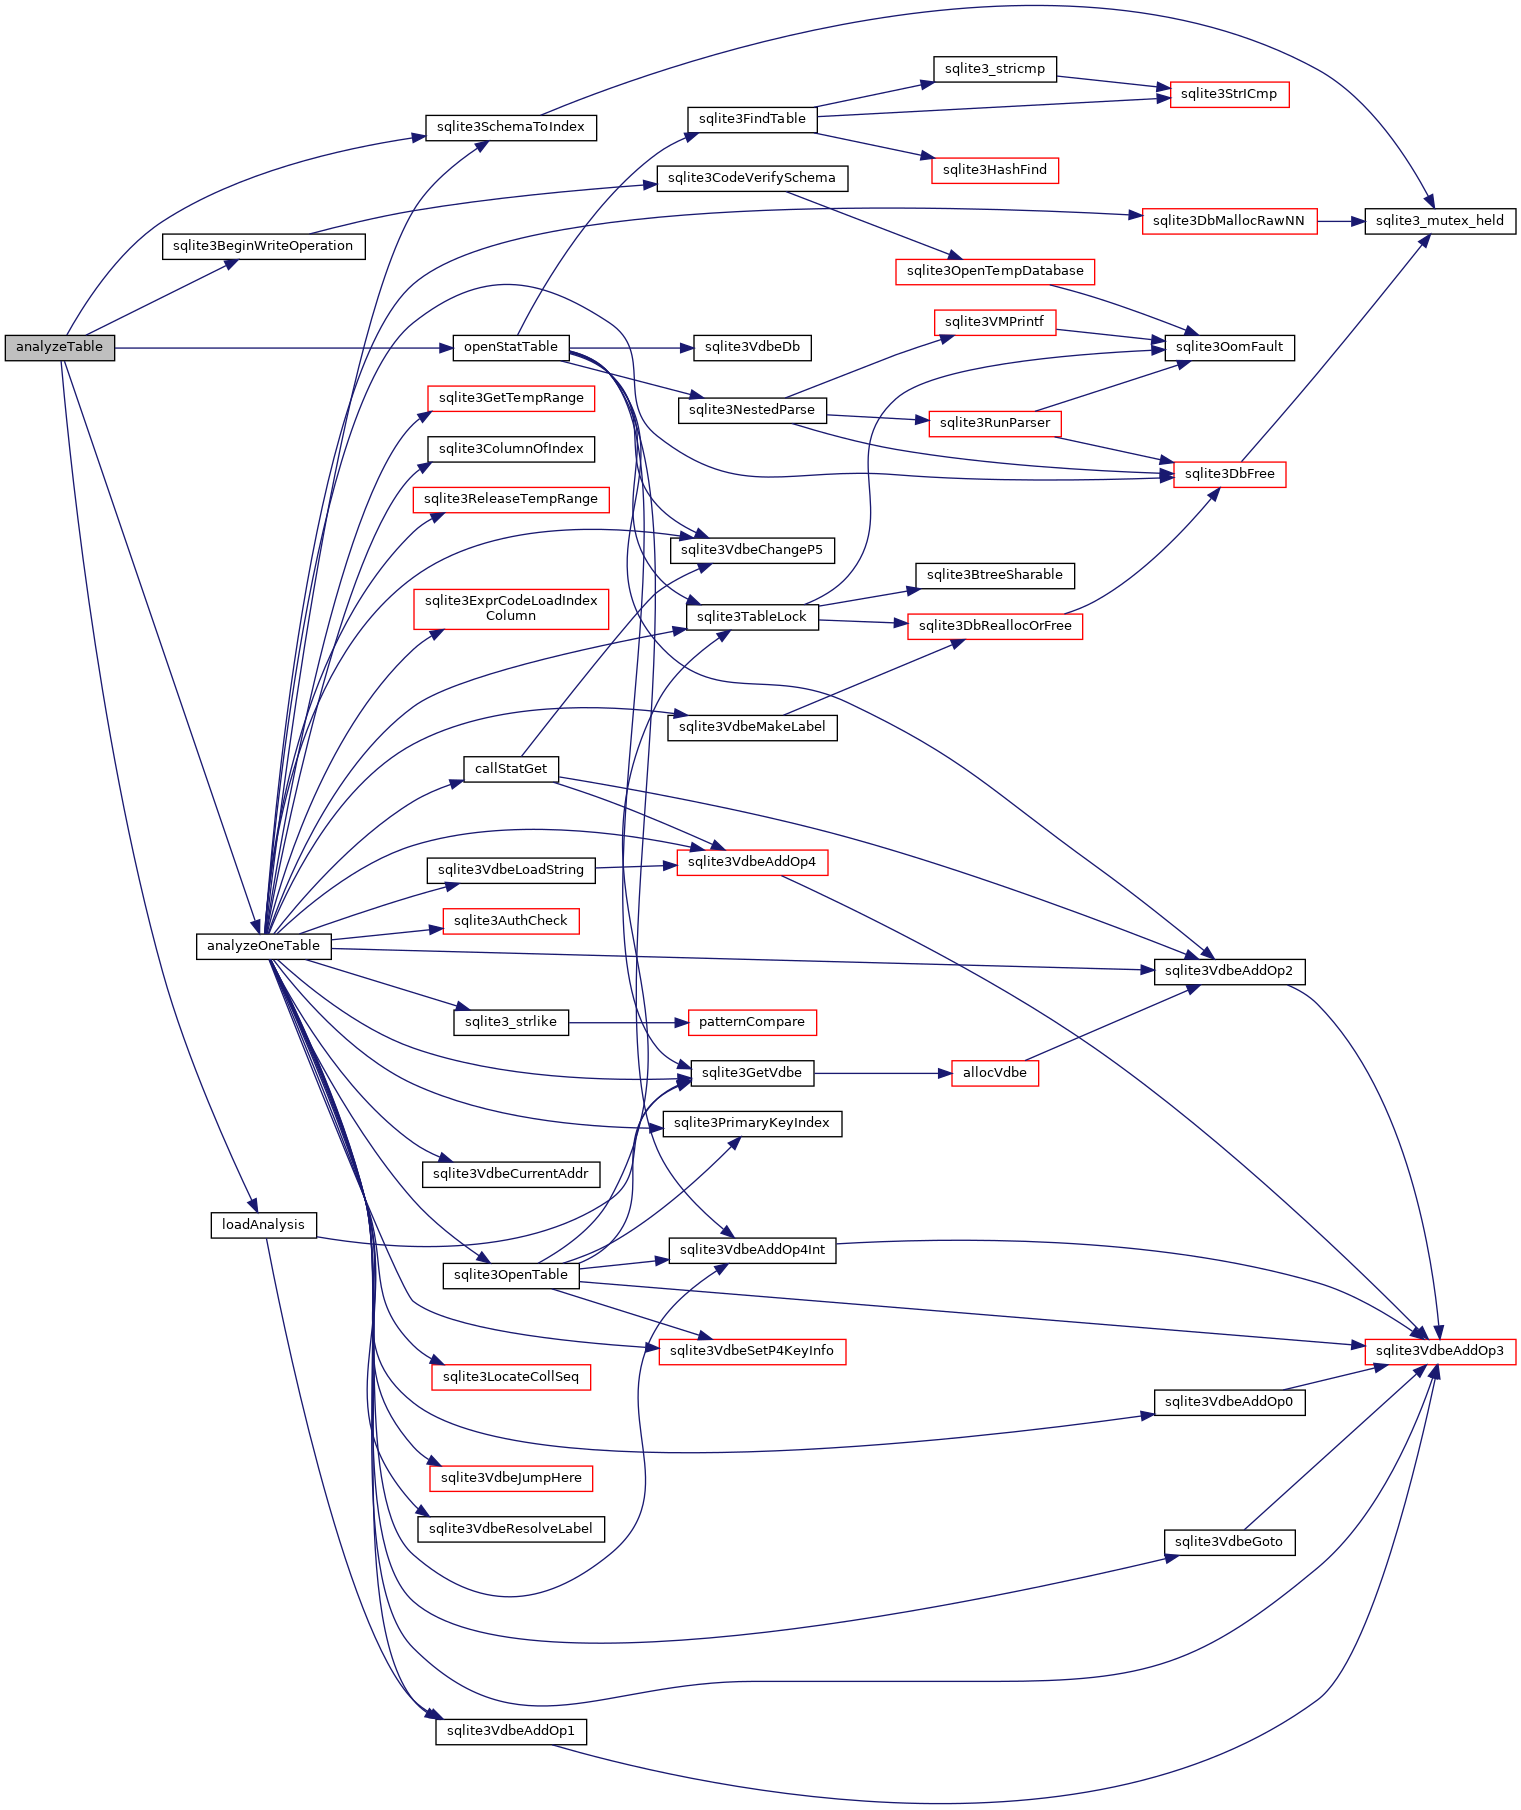 sqlite3_stricmp
sqlite3StrICmp
sqlite3FindTable
sqlite3SchemaToIndex
sqlite3HashFind
sqlite3CodeVerifySchema
sqlite3DbMallocRawNN
sqlite3_mutex_held
sqlite3BeginWriteOperation
sqlite3OpenTempDatabase
sqlite3VMPrintf
analyzeTable
openStatTable
sqlite3VdbeDb
sqlite3OomFault
sqlite3GetTempRange
sqlite3NestedParse
sqlite3RunParser
sqlite3ColumnOfIndex
sqlite3DbFree
sqlite3ReleaseTempRange
sqlite3VdbeChangeP5
sqlite3BtreeSharable
sqlite3ExprCodeLoadIndex
Column
sqlite3TableLock
sqlite3DbReallocOrFree
sqlite3VdbeMakeLabel
callStatGet
sqlite3VdbeAddOp4
sqlite3VdbeLoadString
sqlite3AuthCheck
analyzeOneTable
sqlite3VdbeAddOp2
sqlite3_strlike
patternCompare
sqlite3GetVdbe
allocVdbe
sqlite3PrimaryKeyIndex
sqlite3VdbeCurrentAddr
loadAnalysis
sqlite3VdbeAddOp4Int
sqlite3OpenTable
sqlite3VdbeSetP4KeyInfo
sqlite3VdbeAddOp3
sqlite3LocateCollSeq
sqlite3VdbeAddOp0
sqlite3VdbeJumpHere
sqlite3VdbeResolveLabel
sqlite3VdbeGoto
sqlite3VdbeAddOp1